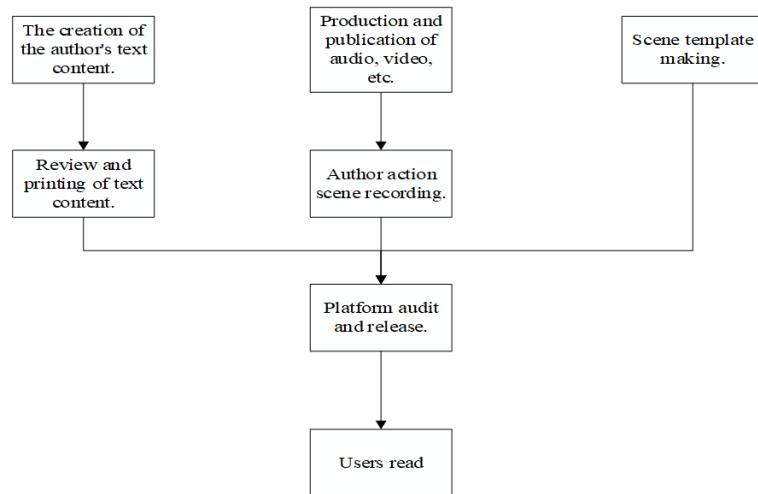 The creation of
the author's text
content.
Production and
publication of
audio, video,
etc.
Scene template
making.
Review and
printing of text
content.
Author action
scene recording.
Platform audit
and release.
Users read